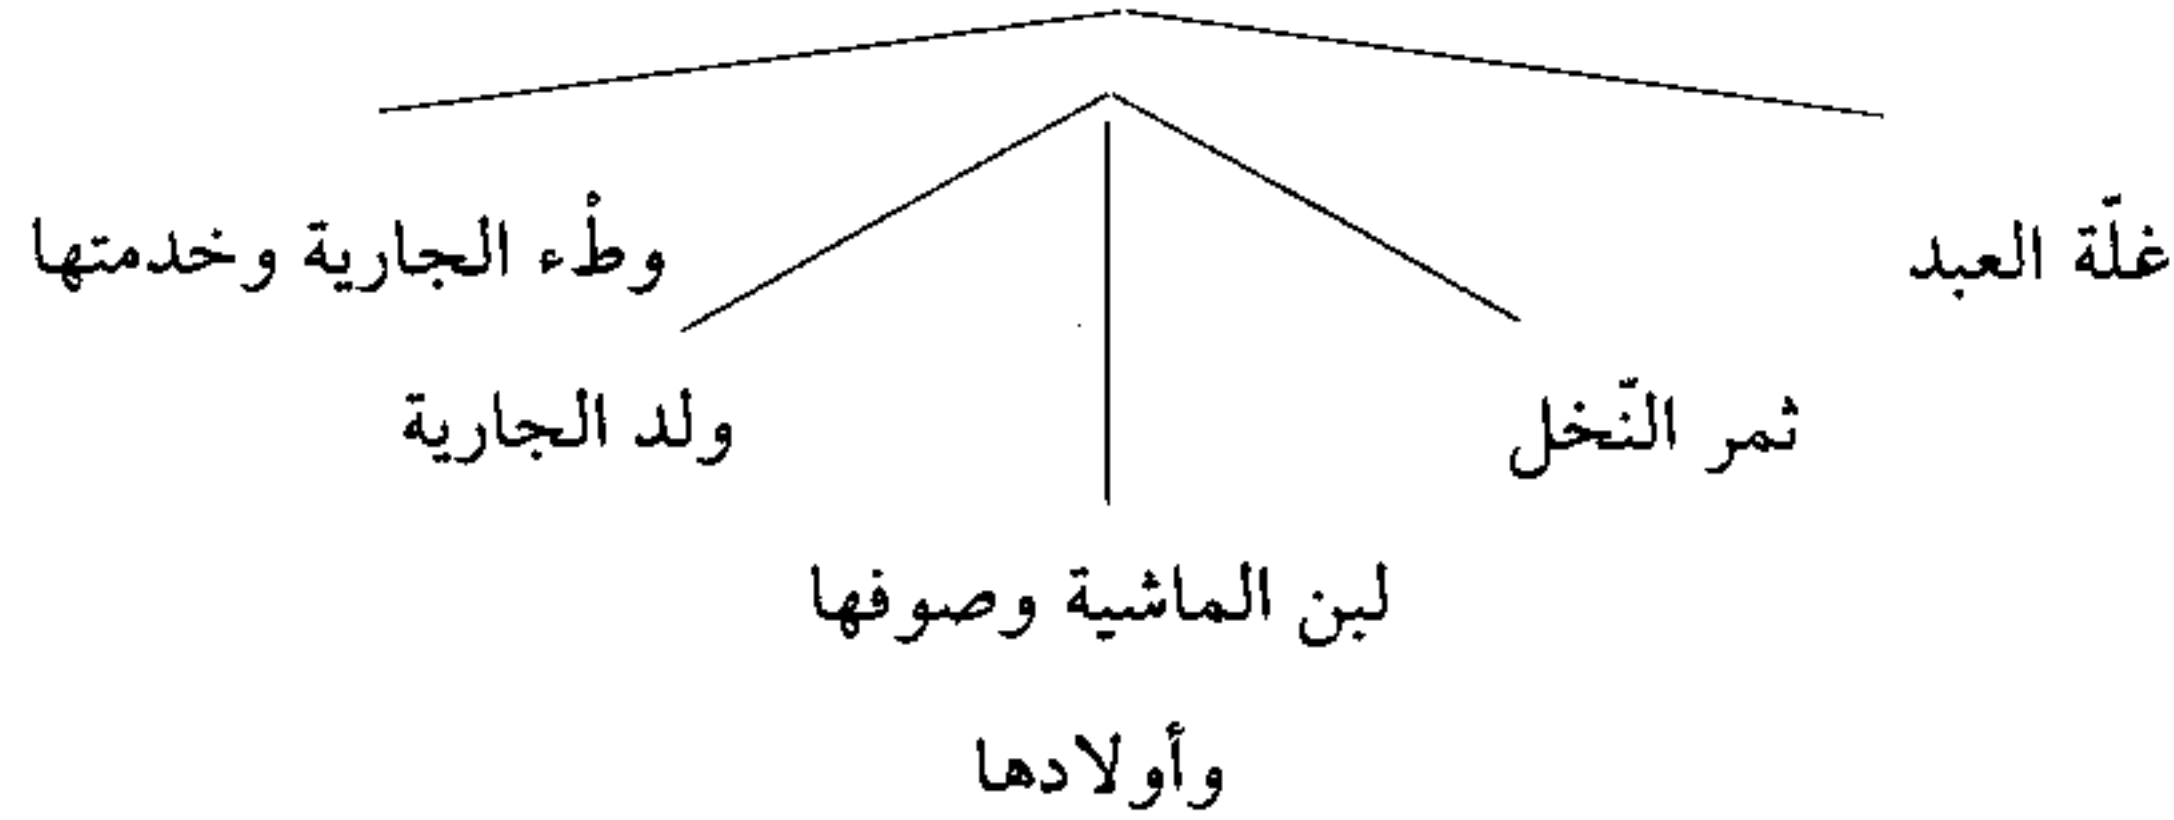 غلّة العبد
وطْء الجارية وخدمتها
ثمر النّخل
ولد الجارية
لبن الماشية وصوفها
وأولادها